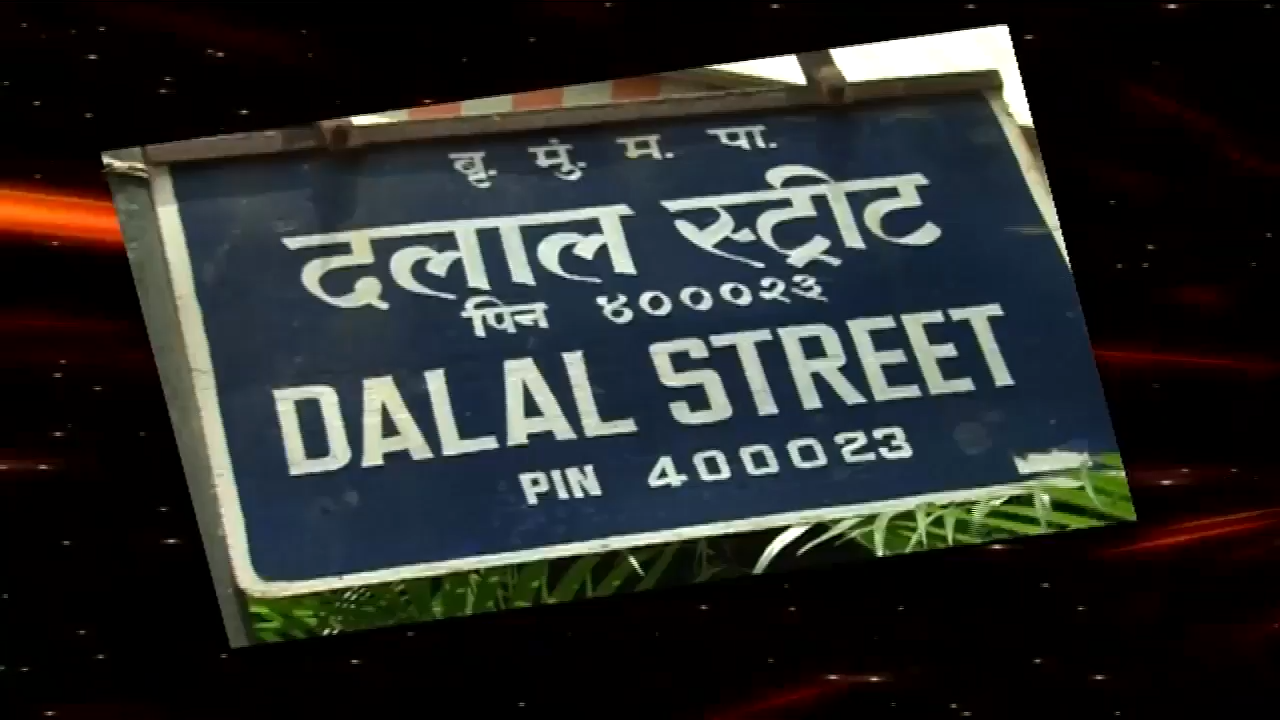 बृ. मुं. म. पा.
दलाल स्ट्रीट
पिन ४०००२३
DALAL STREET
PIN 400023